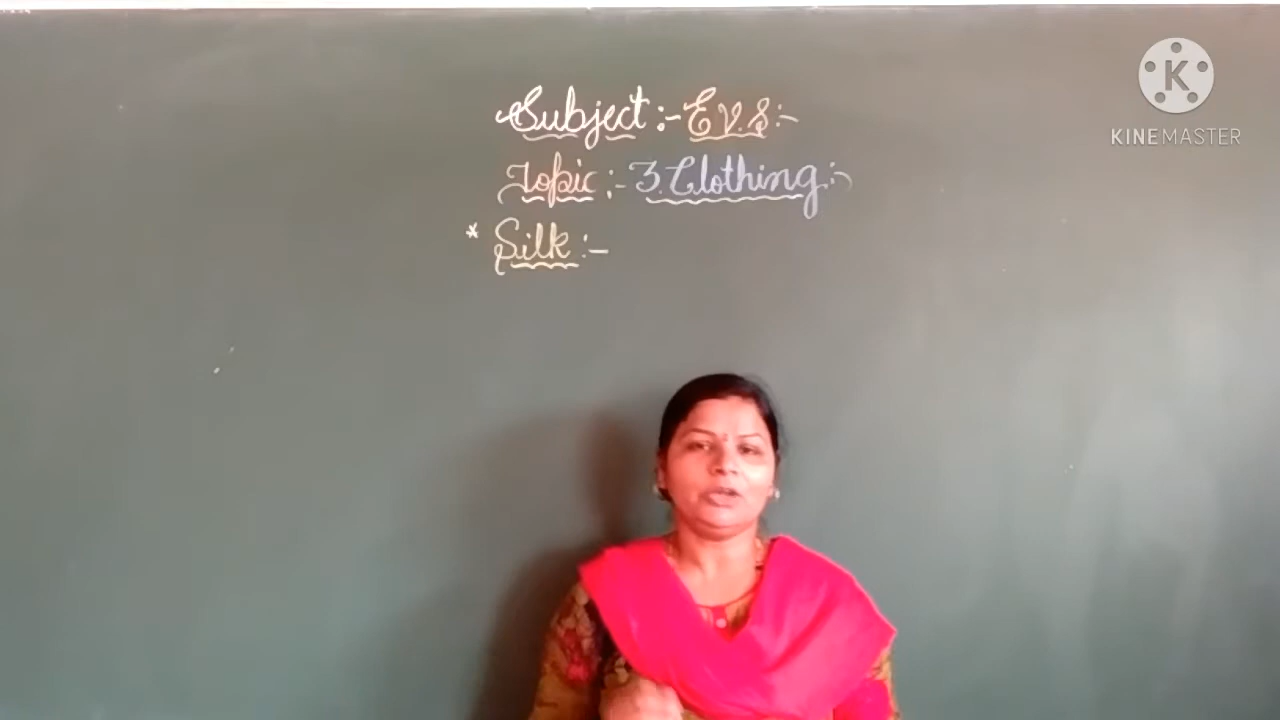 Subject :- E.V.S :-
Topic :- 3. Clothing :-
* Silk :-
K
KINEMASTER